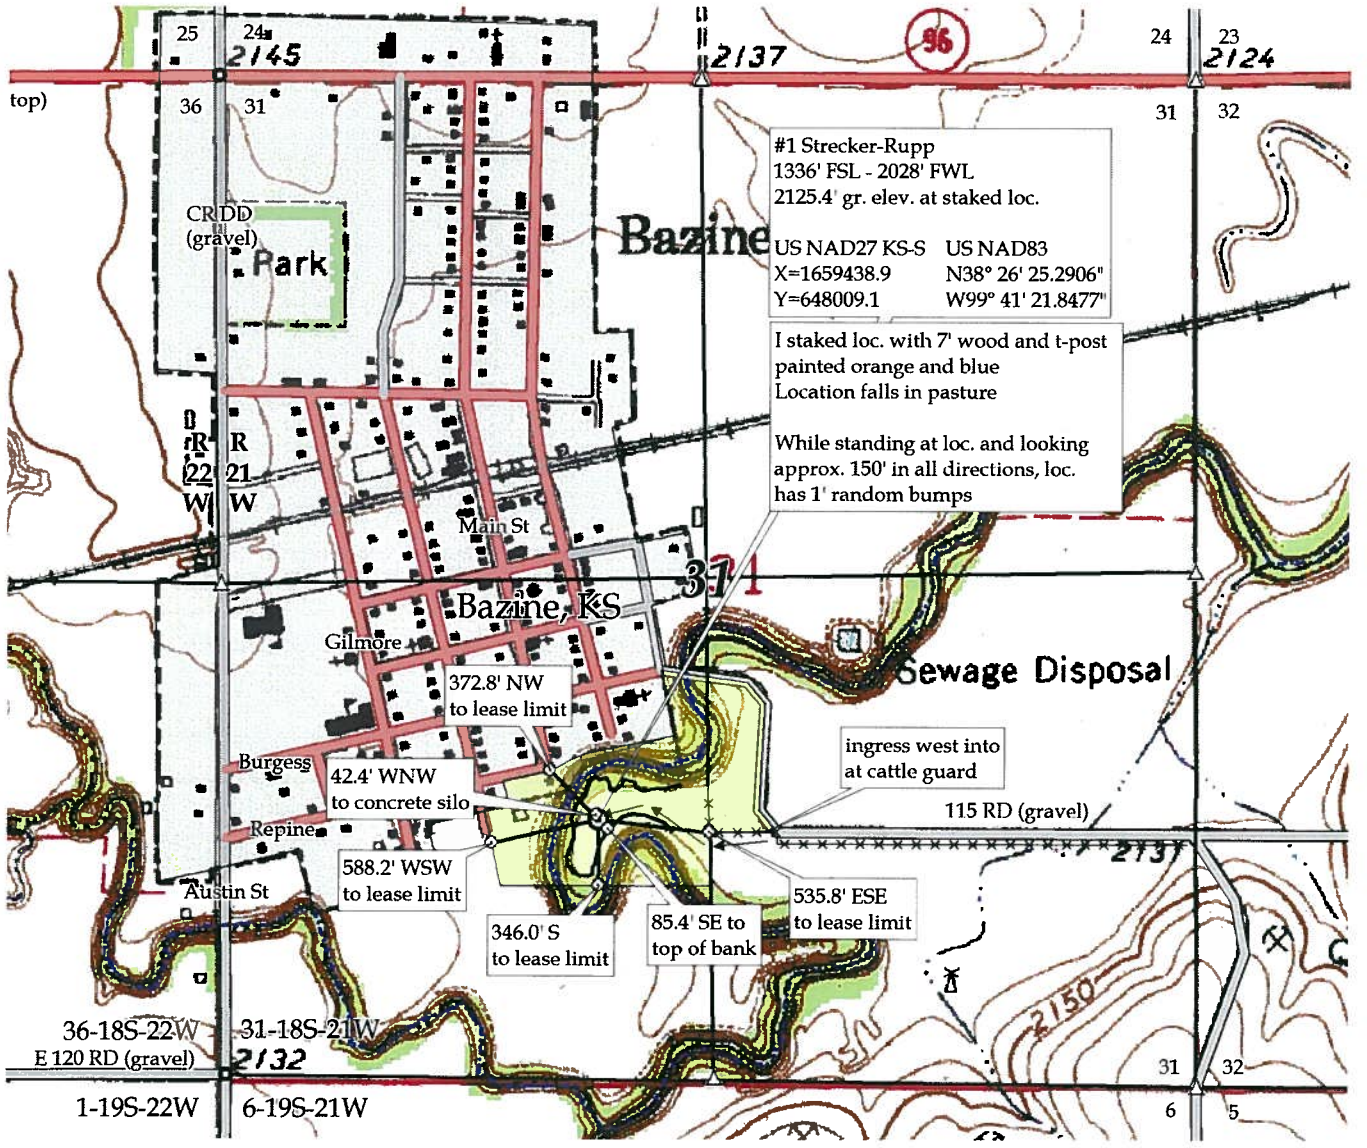 25
24
2145
2137
96
24
23
2124
top)
36
31
31
32
#1 Strecker-Rupp
1336' FSL - 2028' FWL
2125.4' gr. elev. at staked loc.
US NAD27 KS-S US NAD83
X=1659438.9 N38° 26' 25.2906"
Y=648009.1 W99° 41' 21.8477"
CR DD
(gravel)
Park
Bazine
I staked loc. with 7' wood and t-post
painted orange and blue
Location falls in pasture
While standing at loc. and looking
approx. 150' in all directions, loc.
has 1' random bumps
R R
22 21
W W
Main St
31
31
Bazine, KS
Gilmore
Sewage Disposal
372.8' NW
to lease limit
ingress west into
at cattle guard
Burgess
42.4' WNW
to concrete silo
115 RD (gravel)
Repine
2131
588.2' WSW
to lease limit
535.8' ESE
to lease limit
Austin St
346.0' S
to lease limit
85.4' SE to
top of bank
2150
G
36-18S-22W
31-18S-21W
E 120 RD (gravel)
2132
31
32
1-19S-22W
6-19S-21W
6
5